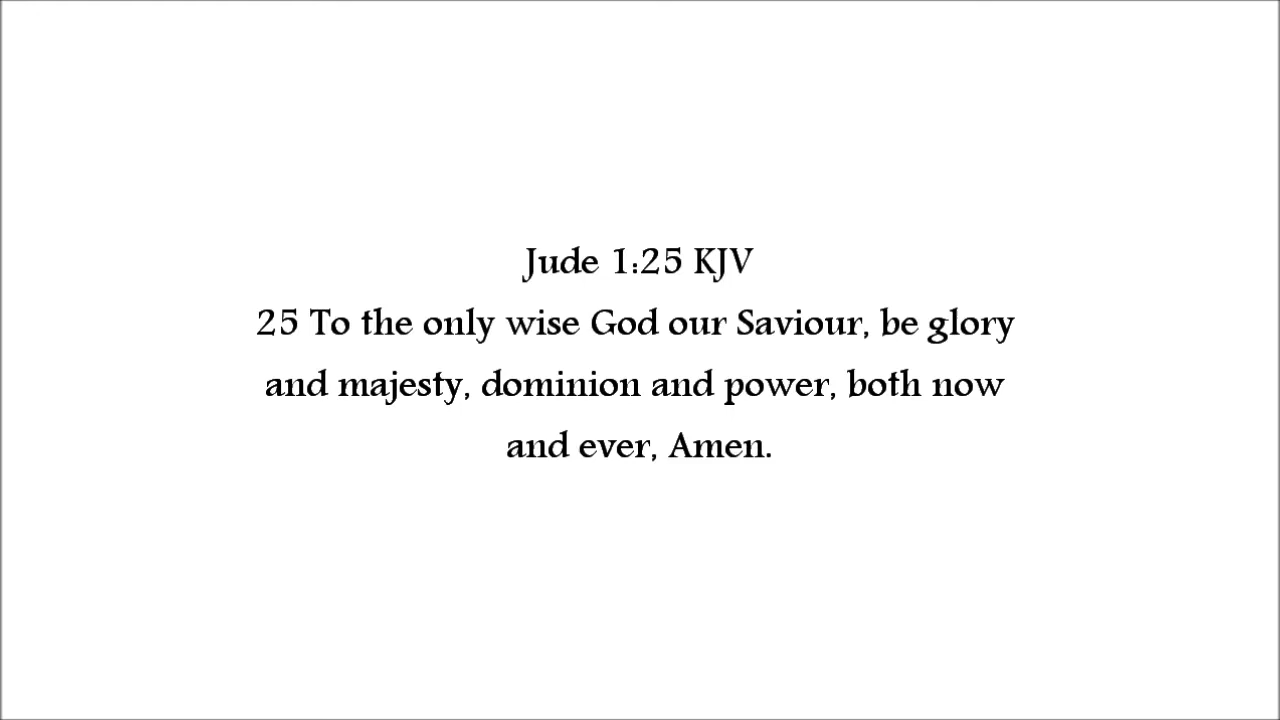 Jude 1:25 KJV
25 To the only wise God our Saviour, be glory
and majesty, dominion and power, both now
and ever, Amen.